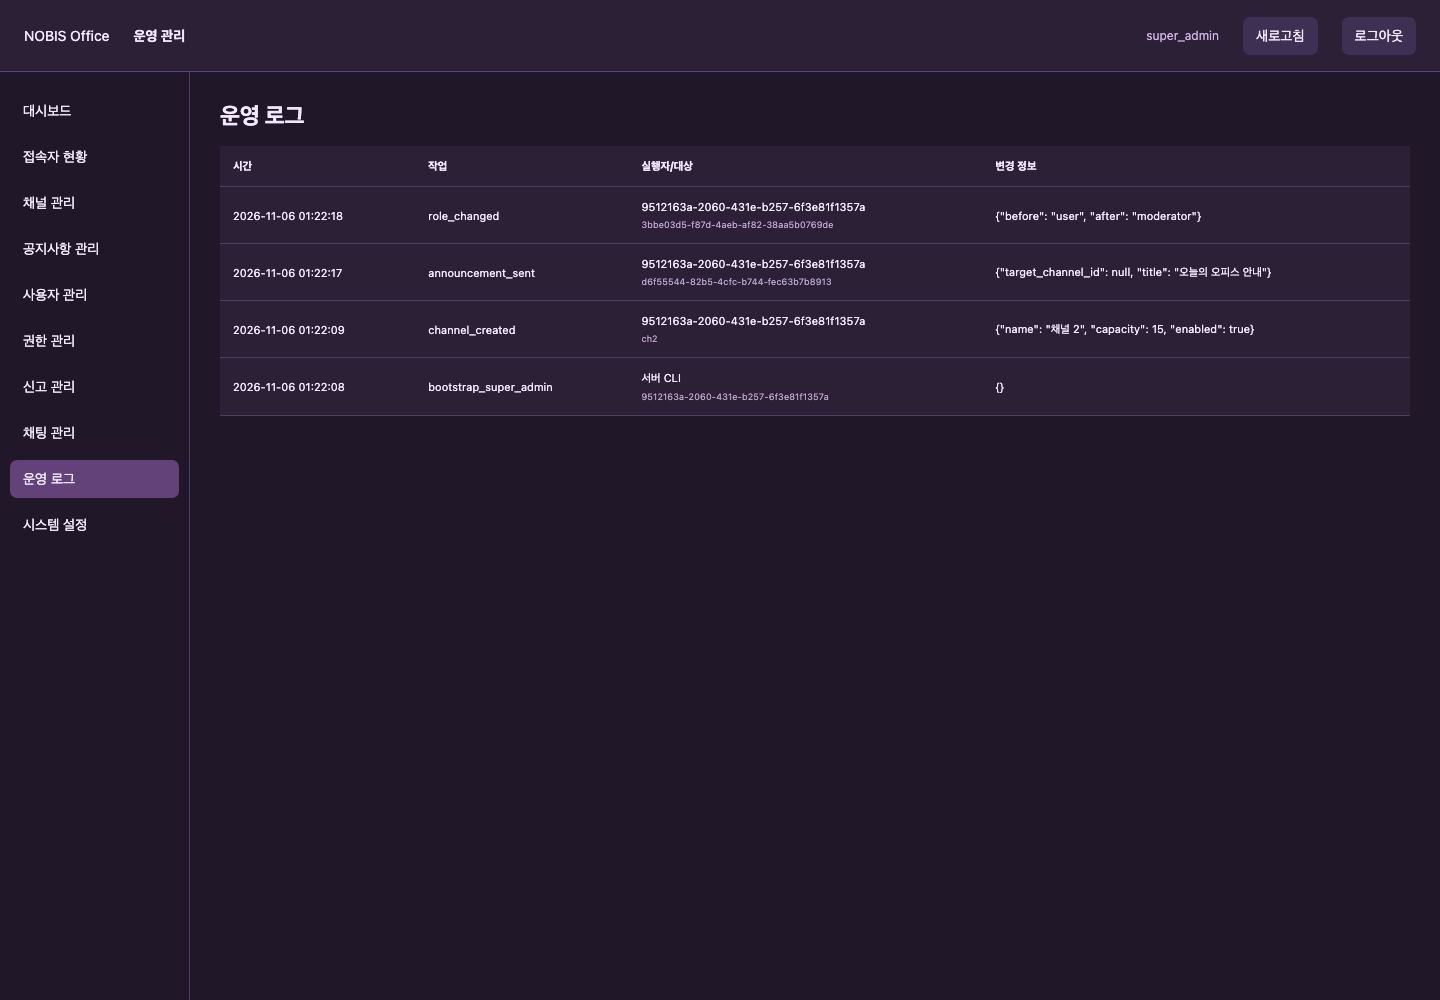 NOBIS Office 운영 관리 super_admin 새로고침 로그아웃
대시보드
접속자 현황
채널 관리
공지사항 관리
사용자 관리
권한 관리
신고 관리
채팅 관리
운영 로그
시스템 설정
운영 로그
시간 작업 실행자/대상 변경 정보
2026-11-06 01:22:18 role_changed 9512163a-2060-431e-b257-6f3e81f1357a {"before": "user", "after": "moderator"}
3bbe03d5-f87d-4aeb-af82-38aa5b0769de
2026-11-06 01:22:17 announcement_sent 9512163a-2060-431e-b257-6f3e81f1357a {"target_channel_id": null, "title": "오늘의 오피스 안내"}
d6f55544-82b5-4cfc-b744-fec63b7b8913
2026-11-06 01:22:09 channel_created 9512163a-2060-431e-b257-6f3e81f1357a {"name": "채널 2", "capacity": 15, "enabled": true}
ch2
2026-11-06 01:22:08 bootstrap_super_admin 서버 CLI {}
9512163a-2060-431e-b257-6f3e81f1357a